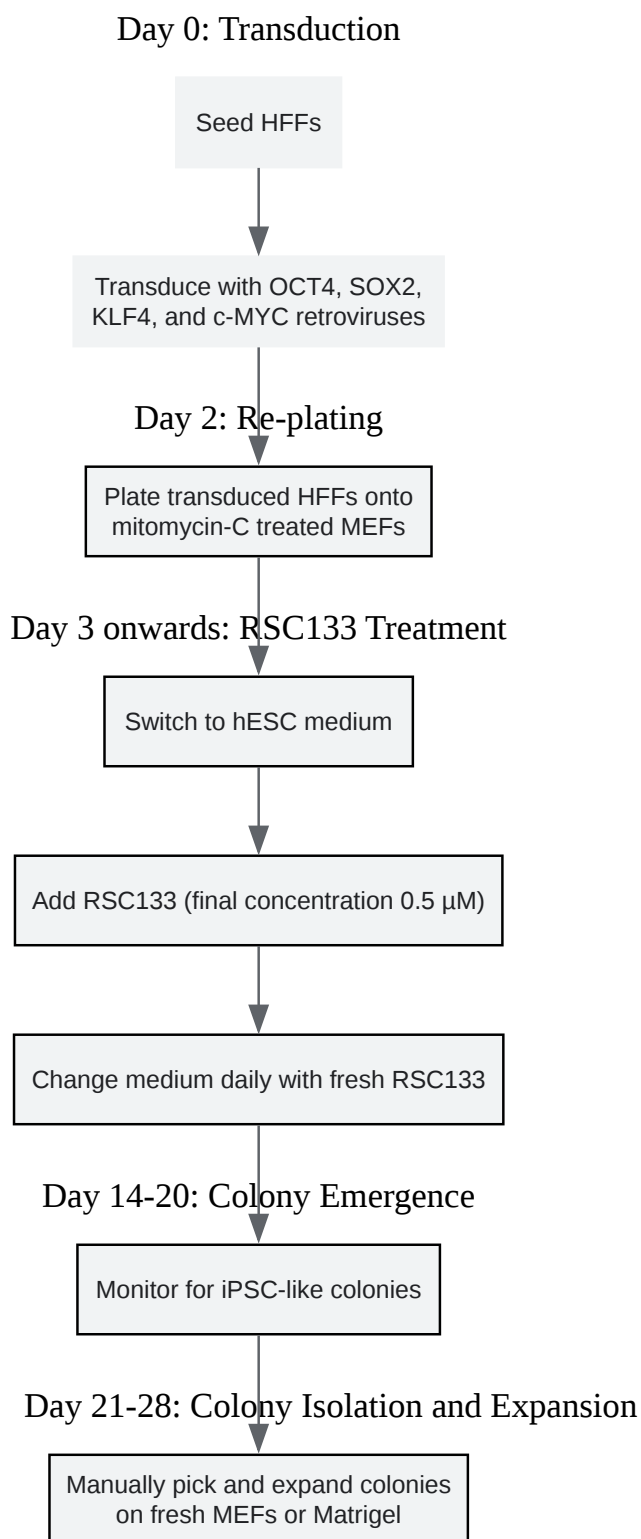 Day 0: Transduction
Seed HFFs
Transduce with OCT4, SOX2,
KLF4, and c-MYC retroviruses
Day 2: Re-plating
Plate transduced HFFs onto
mitomycin-C treated MEFs
Day 3 onwards: RSC133 Treatment
Switch to hESC medium
Add RSC133 (final concentration 0.5 µM)
Change medium daily with fresh RSC133
Day 14-20: Colony Emergence
Monitor for iPSC-like colonies
Day 21-28: Colony Isolation and Expansion
Manually pick and expand colonies
on fresh MEFs or Matrigel